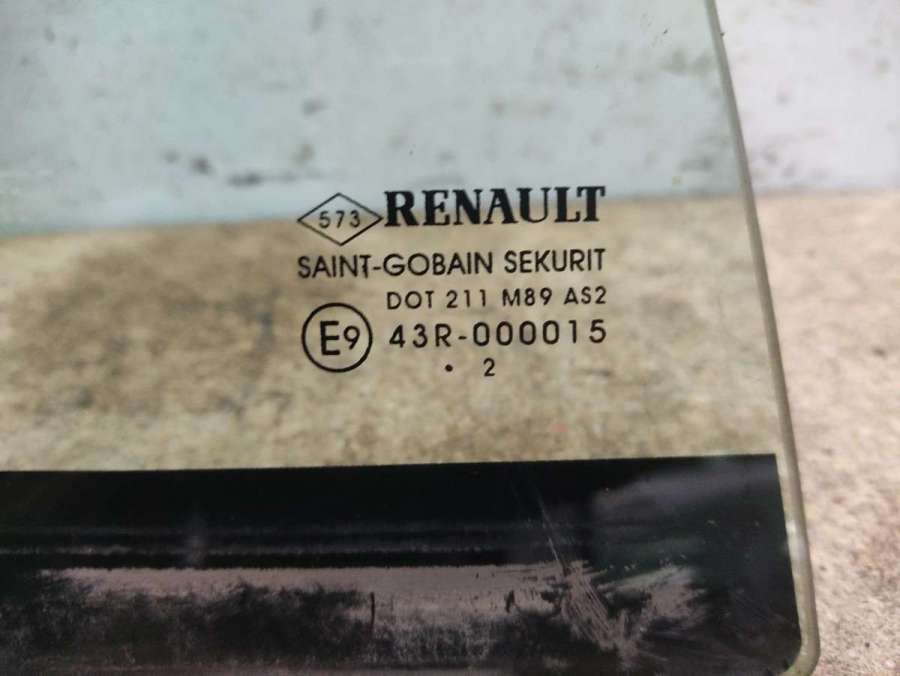 573 RENAULT
SAINT-GOBAIN SEKURIT
DOT 211 M89 AS2
E9 43R-000015
. 2